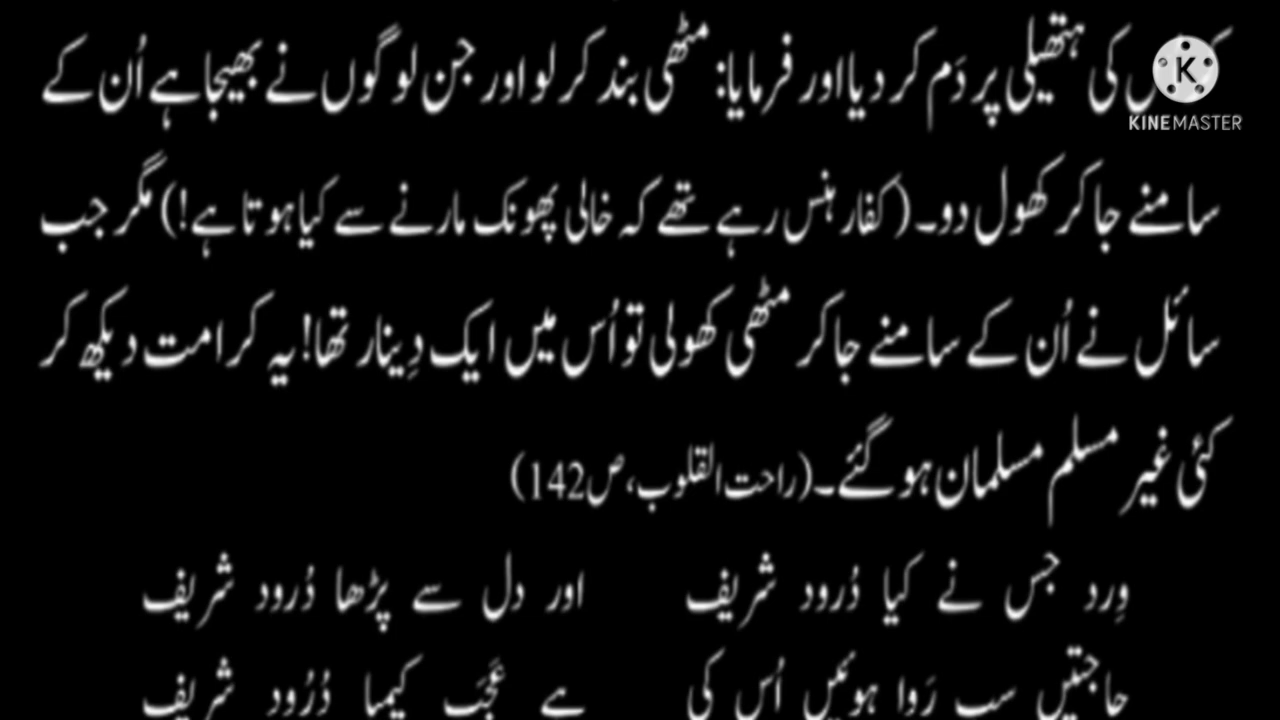 کی ہتھیلی پر دَم کر دیا اور فرمایا: مٹھی بند کر لو اور جن لوگوں نے بھیجا ہے اُن کے
سامنے جا کر کھول دو۔ (کفار ہنس رہے تھے کہ خالی پھونک مارنے سے کیا ہوتا ہے!) مگر جب
سائل نے اُن کے سامنے جا کر مٹھی کھولی تو اُس میں ایک دِینار تھا! یہ کرامت دیکھ کر
کئی غیر مسلم مسلمان ہو گئے۔ (راحت القلوب، ص142)
وِرد جس نے کیا دُرود شریف اور دل سے پڑھا دُرود شریف
حاجتیں سب رَوا ہوئیں اُس کی ہے عَجَب کیمیا دُرُود شریف
K
KINEMASTER